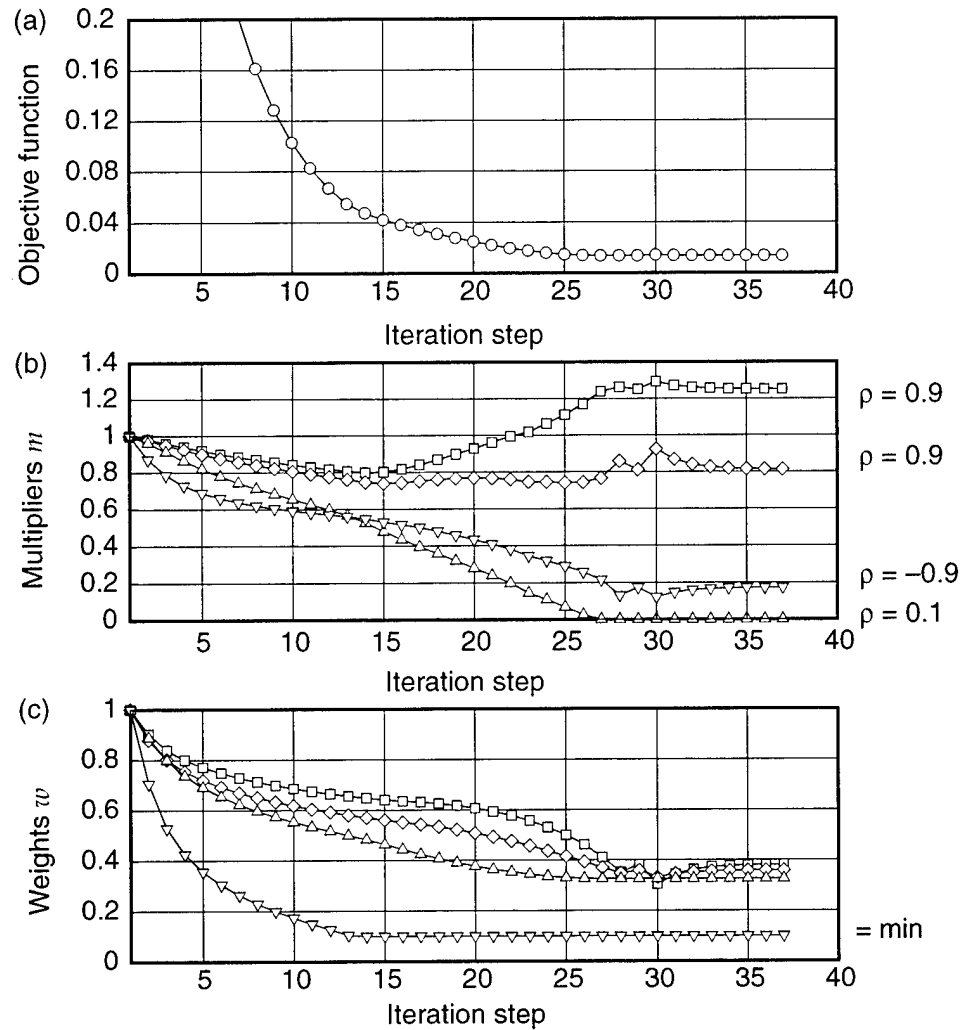 (a)
Objective function
0.2
0.16
0.12
0.08
0.04
0
5 10 15 20 25 30 35 40
Iteration step
(b)
Multipliers m
1.4
1.2
1
0.8
0.6
0.4
0.2
0
ρ = 0.9
ρ = 0.9
ρ = –0.9
ρ = 0.1
5 10 15 20 25 30 35 40
Iteration step
(c)
Weights w
1
0.8
0.6
0.4
0.2
0
= min
5 10 15 20 25 30 35 40
Iteration step